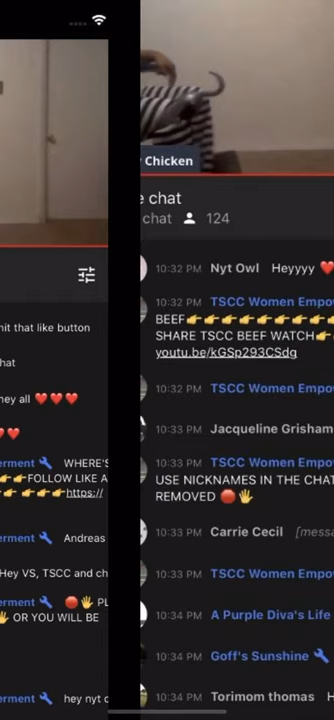 hit that like button
hat
hey all ❤️❤️❤️
erment 🔧 WHERE'S
👉👉FOLLOW LIKE A
👉👉👉👉https://
erment 🔧 Andreas
Hey VS, TSCC and ch
erment 🔧 🛑🖐 PL
🖐 OR YOU WILL BE
erment 🔧 hey nyt o
Chicken
e chat
chat 124
10:32 PM Nyt Owl Heyyyy ❤️
10:32 PM TSCC Women Empo
BEEF👉👉👉👉👉👉👉👉👉
SHARE TSCC BEEF WATCH👉
youtu.be/kGSp293CSdg
10:32 PM TSCC Women Empo
10:33 PM Jacqueline Grisham
10:33 PM TSCC Women Empo
USE NICKNAMES IN THE CHAT
REMOVED 🛑🖐
10:33 PM Carrie Cecil [mess
10:33 PM TSCC Women Empo
10:34 PM A Purple Diva's Life
10:34 PM Goff's Sunshine 🔧
10:34 PM Torimom thomas H